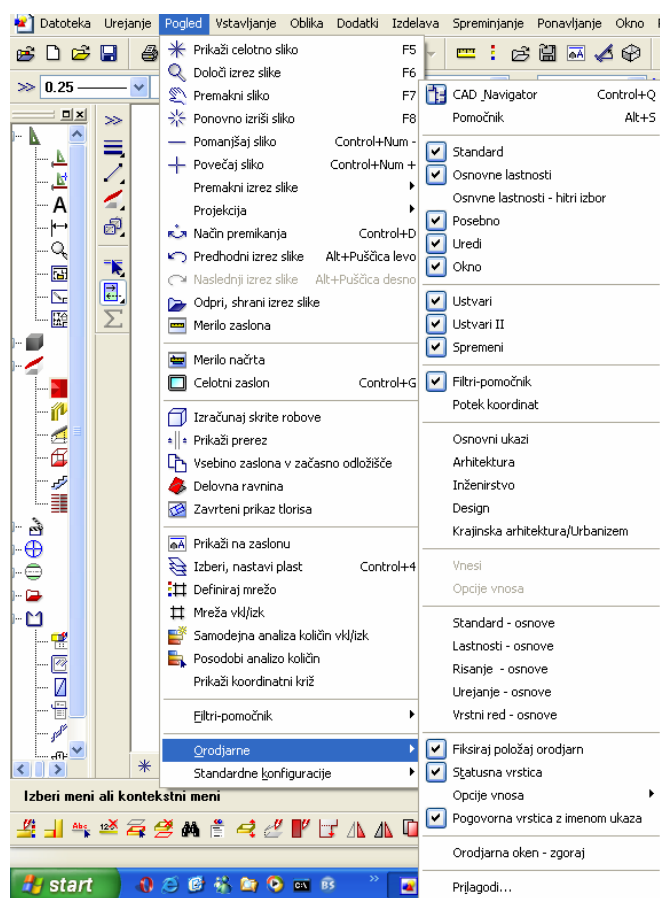 Datoteka Urejanje Pogled Vstavljanje Oblika Dodatki Izdelava Spreminjanje Ponavljanje Okno
0.25
Prikaži celotno sliko F5
Določi izrez slike F6
Premakni sliko F7
Ponovno izriši sliko F8
Pomanjšaj sliko Control+Num -
Povečaj sliko Control+Num +
Premakni izrez slike
Projekcija
Način premikanja Control+D
Predhodni izrez slike Alt+Puščica levo
Naslednji izrez slike Alt+Puščica desno
Odpri, shrani izrez slike
Merilo zaslona
Merilo načrta
Celotni zaslon Control+G
Izračunaj skrite robove
Prikaži prerez
Vsebino zaslona v začasno odložišče
Delovna ravnina
Zavrteni prikaz tlorisa
Prikaži na zaslonu
Izberi, nastavi plast Control+4
Definiraj mrežo
Mreža vkl/izk
Samodejna analiza količin vkl/izk
Posodobi analizo količin
Prikaži koordinatni križ
Filtri-pomočnik
Orodjarne
Standardne konfiguracije
CAD_Navigator Control+Q
Pomočnik Alt+S
Standard
Osnovne lastnosti
Osnvne lastnosti - hitri izbor
Posebno
Uredi
Okno
Ustvari
Ustvari II
Spremeni
Filtri-pomočnik
Potek koordinat
Osnovni ukazi
Arhitektura
Inženirstvo
Design
Krajinska arhitektura/Urbanizem
Vnesi
Opcije vnosa
Standard - osnove
Lastnosti - osnove
Risanje - osnove
Urejanje - osnove
Vrstni red - osnove
Fiksiraj položaj orodjarn
Statusna vrstica
Opcije vnosa
Pogovorna vrstica z imenom ukaza
Orodjarna oken - zgoraj
Prilagodi...
Izberi meni ali kontekstni meni
start